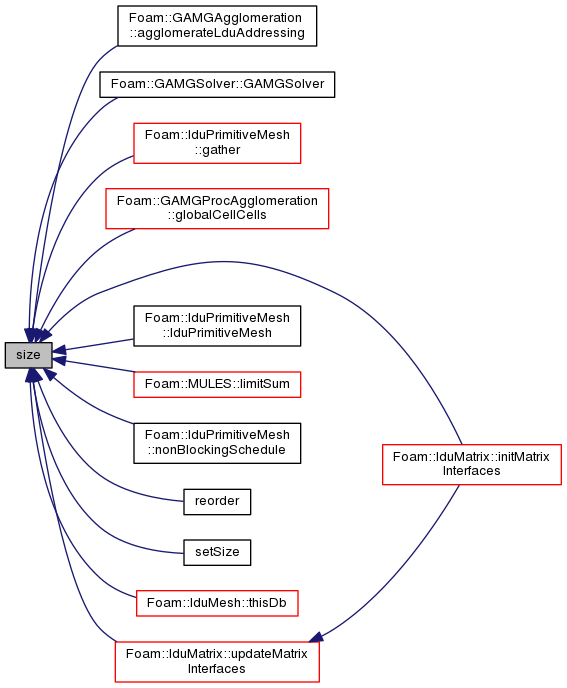 Foam::GAMGAgglomeration
::agglomerateLduAddressing
Foam::GAMGSolver::GAMGSolver
Foam::lduPrimitiveMesh
::gather
Foam::GAMGProcAgglomeration
::globalCellCells
Foam::lduPrimitiveMesh
::lduPrimitiveMesh
size
Foam::MULES::limitSum
Foam::lduPrimitiveMesh
::nonBlockingSchedule
Foam::lduMatrix::initMatrix
Interfaces
reorder
setSize
Foam::lduMesh::thisDb
Foam::lduMatrix::updateMatrix
Interfaces